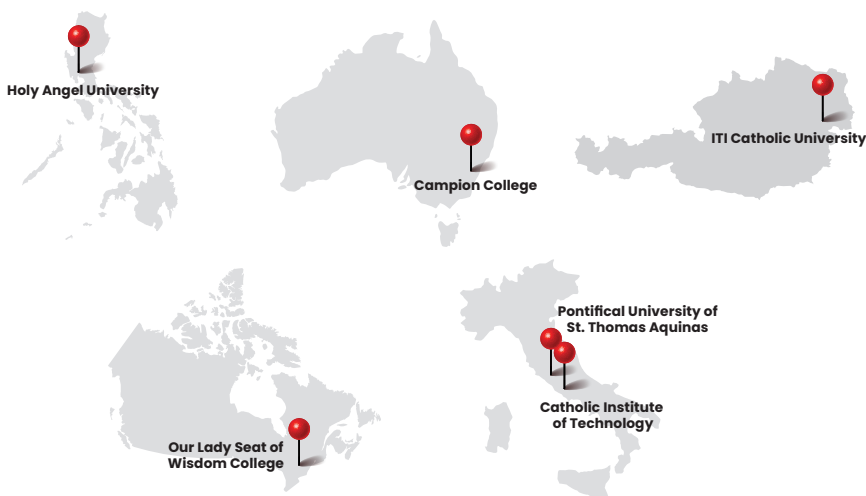 Holy Angel University
Campion College
ITI Catholic University
Our Lady Seat of
Wisdom College
Pontifical University of
St. Thomas Aquinas
Catholic Institute
of Technology